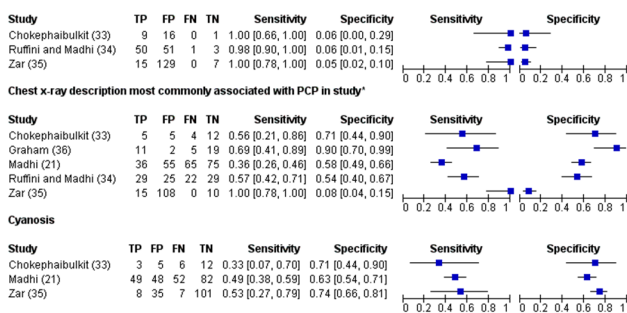 Study TP FP FN TN Sensitivity Specificity Sensitivity Specificity
Chokephaibulkit (33) 9 16 0 1 1.00 [0.66, 1.00] 0.06 [0.00, 0.29]
Ruffini and Madhi (34) 50 51 1 3 0.98 [0.90, 1.00] 0.06 [0.01, 0.15]
Zar (35) 15 129 0 7 1.00 [0.78, 1.00] 0.05 [0.02, 0.10]
0 0.2 0.4 0.6 0.8 1 0 0.2 0.4 0.6 0.8 1
Chest x-ray description most commonly associated with PCP in study*
Study TP FP FN TN Sensitivity Specificity Sensitivity Specificity
Chokephaibulkit (33) 5 5 4 12 0.56 [0.21, 0.86] 0.71 [0.44, 0.90]
Graham (36) 11 2 5 19 0.69 [0.41, 0.89] 0.90 [0.70, 0.99]
Madhi (21) 36 55 65 75 0.36 [0.26, 0.46] 0.58 [0.49, 0.66]
Ruffini and Madhi (34) 29 25 22 29 0.57 [0.42, 0.71] 0.54 [0.40, 0.67]
Zar (35) 15 108 0 10 1.00 [0.78, 1.00] 0.08 [0.04, 0.15]
0 0.2 0.4 0.6 0.8 1 0 0.2 0.4 0.6 0.8 1
Cyanosis
Study TP FP FN TN Sensitivity Specificity Sensitivity Specificity
Chokephaibulkit (33) 3 5 6 12 0.33 [0.07, 0.70] 0.71 [0.44, 0.90]
Madhi (21) 49 48 52 82 0.49 [0.38, 0.59] 0.63 [0.54, 0.71]
Zar (35) 8 35 7 101 0.53 [0.27, 0.79] 0.74 [0.66, 0.81]
0 0.2 0.4 0.6 0.8 1 0 0.2 0.4 0.6 0.8 1